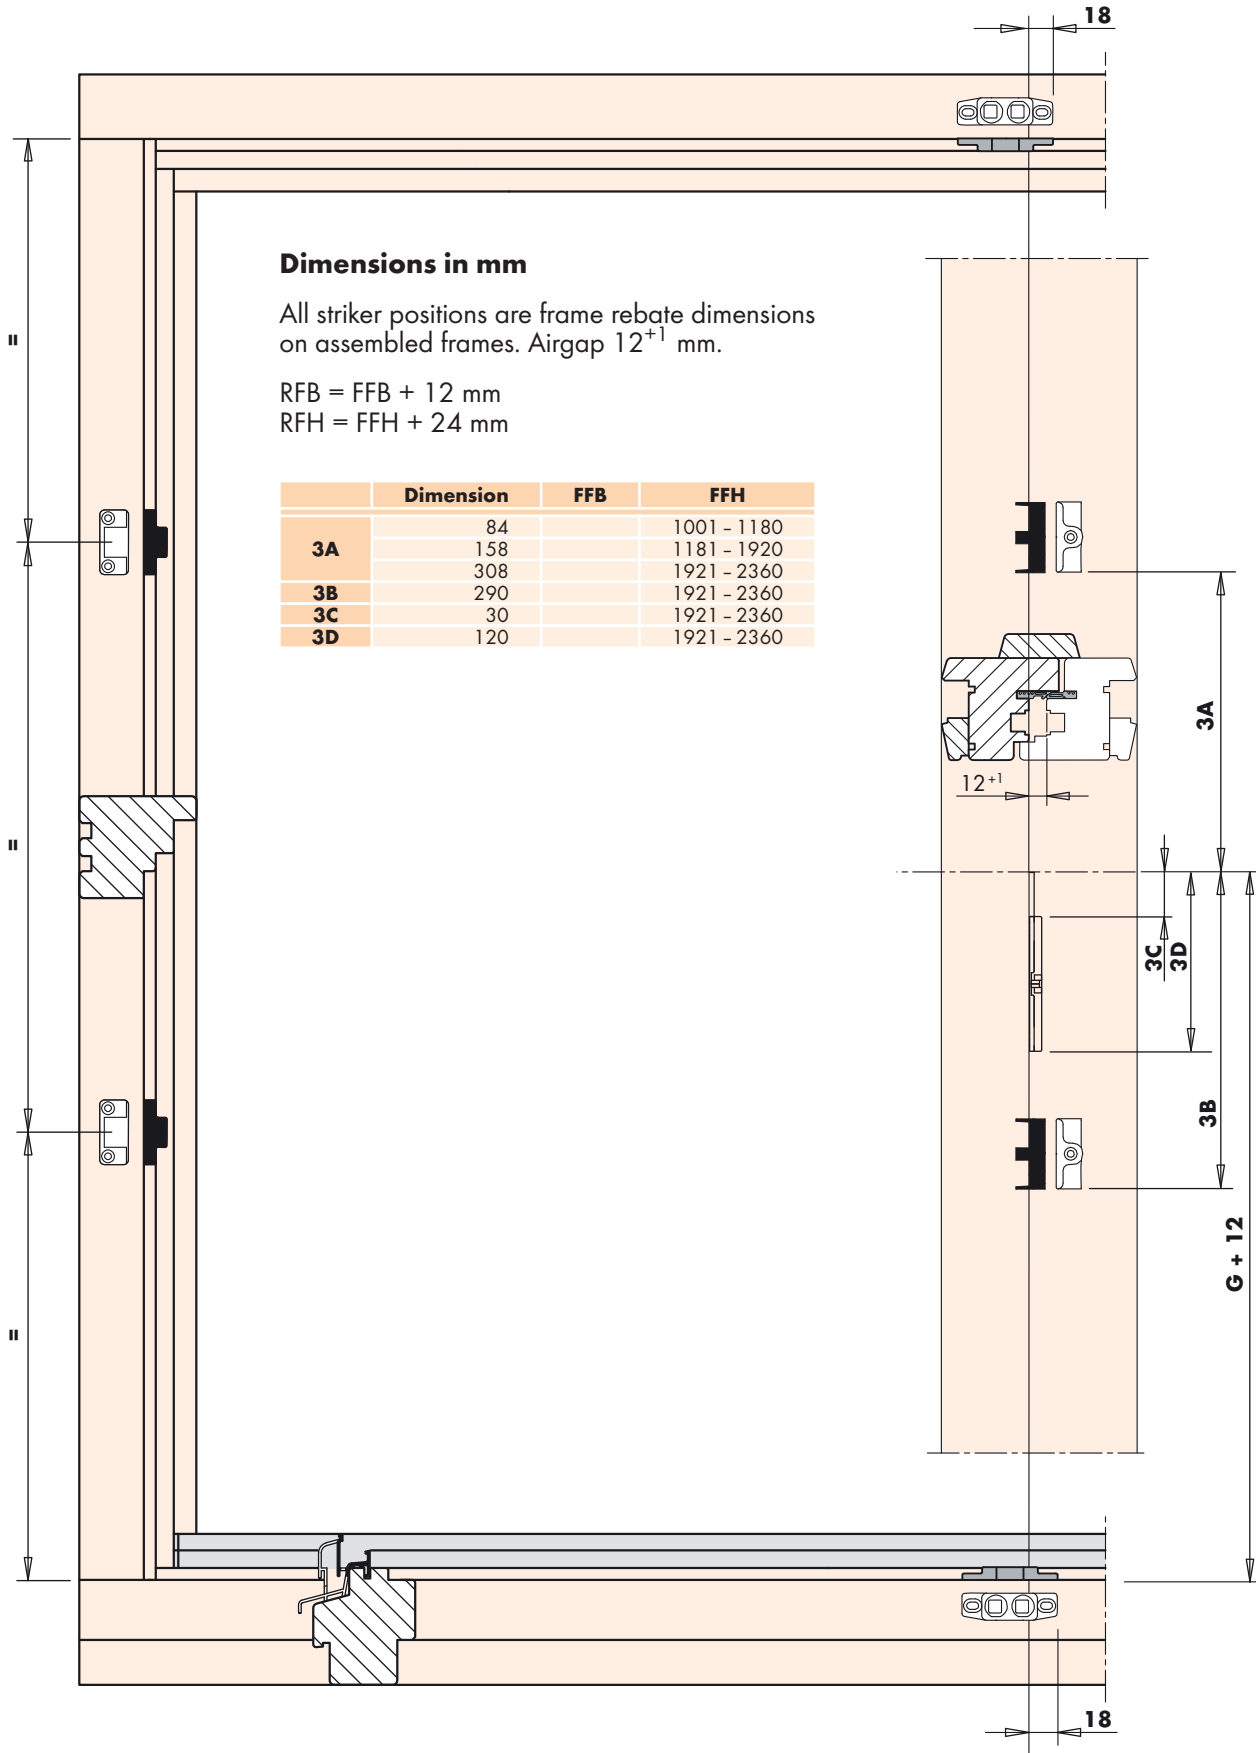 18
Dimensions in mm
All striker positions are frame rebate dimensions
on assembled frames. Airgap 12+1 mm.
RFB = FFB + 12 mm
RFH = FFH + 24 mm
Dimension FFB FFH
3A 84 1001 – 1180
158 1181 – 1920
308 1921 – 2360
3B 290 1921 – 2360
3C 30 1921 – 2360
3D 120 1921 – 2360
=
=
=
3A
12+1
3C
3D
3B
G + 12
18